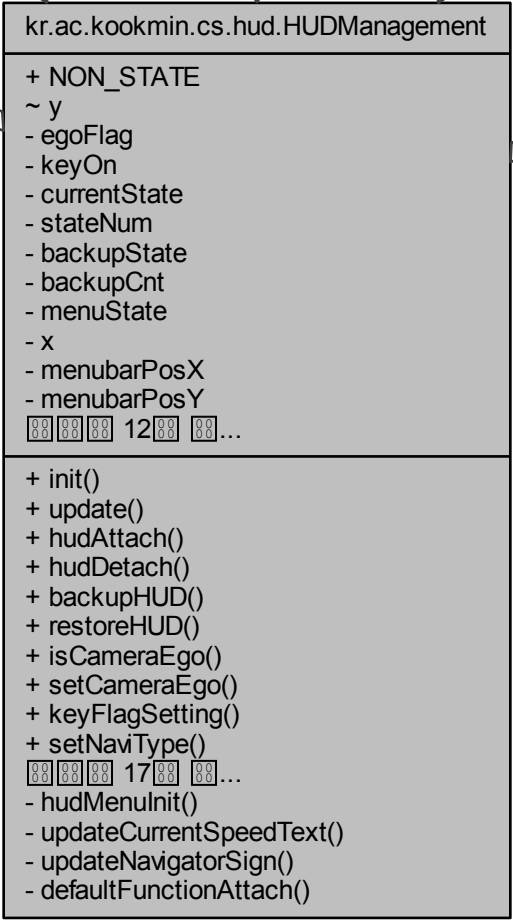 kr.ac.kookmin.cs.hud.HUDManagement
+ NON_STATE
~ y
- egoFlag
- keyOn
- currentState
- stateNum
- backupState
- backupCnt
- menuState
- x
- menubarPosX
- menubarPosY
12 ...
+ init()
+ update()
+ hudAttach()
+ hudDetach()
+ backupHUD()
+ restoreHUD()
+ isCameraEgo()
+ setCameraEgo()
+ keyFlagSetting()
+ setNaviType()
17 ...
- hudMenuInit()
- updateCurrentSpeedText()
- updateNavigatorSign()
- defaultFunctionAttach()